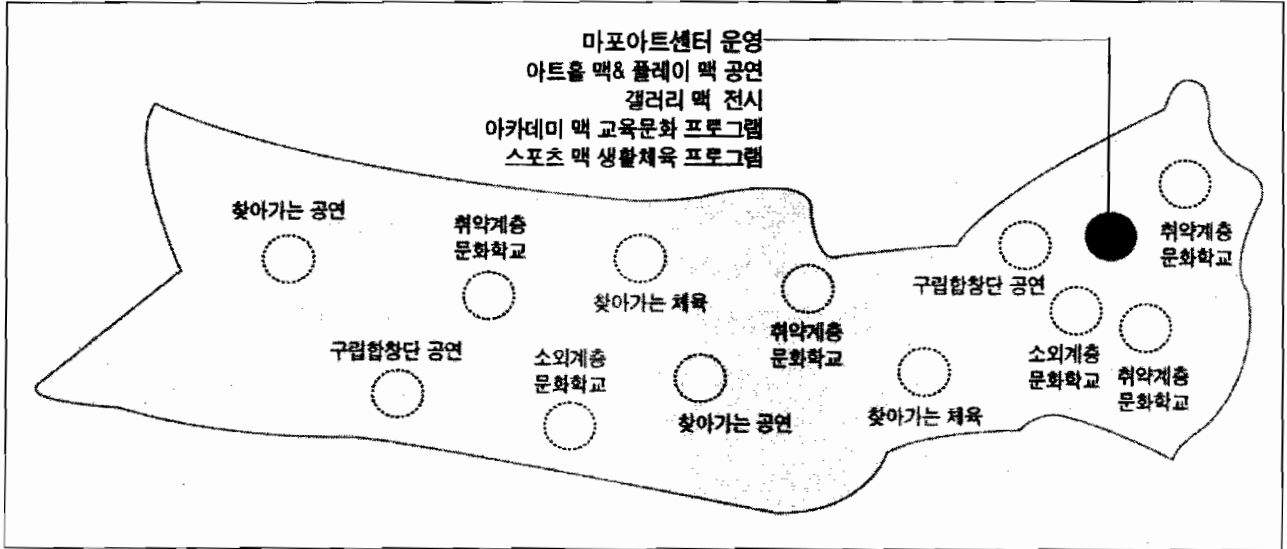 마포아트센터 운영
아트홀 맥& 플레이 맥 공연
갤러리 맥 전시
아카데미 맥 교육문화 프로그램
스포츠 맥 생활체육 프로그램
찾아가는 공연
취약계층
문화학교
찾아가는 체육
취약계층
문화학교
구립합창단 공연
취약계층
문화학교
구립합창단 공연
소외계층
문화학교
찾아가는 공연
찾아가는 체육
소외계층
문화학교
취약계층
문화학교